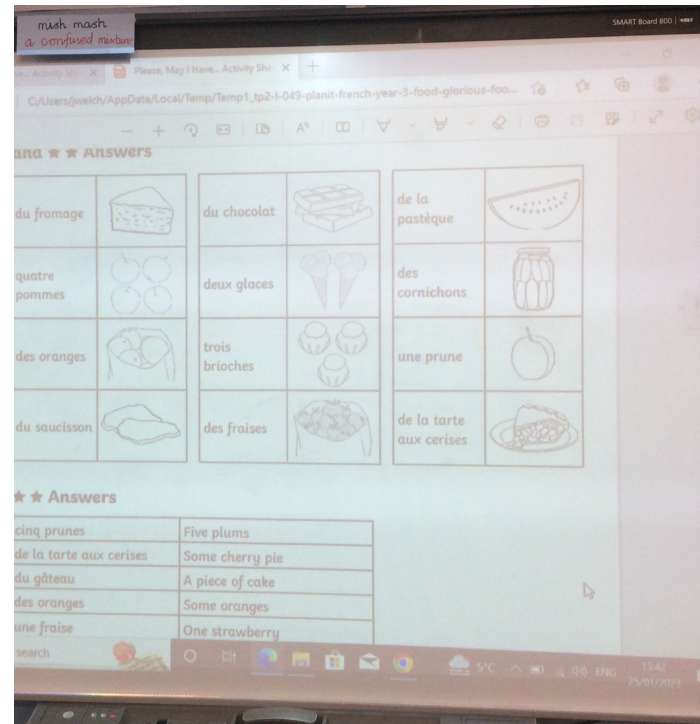 mish mash
a confused mixture
SMART Board 800
ve... Activity Sh
Please, May I Have... Activity She
C:/Users/jwelch/AppData/Local/Temp/Temp1_tp2-l-049-planit-french-year-3-food-glorious-foo...
and ★ ★ Answers
du fromage
du chocolat
de la
pastèque
quatre
pommes
deux glaces
des
cornichons
des oranges
trois
brioches
une prune
du saucisson
des fraises
de la tarte
aux cerises
★ ★ Answers
cinq prunes Five plums
de la tarte aux cerises Some cherry pie
du gâteau A piece of cake
des oranges Some oranges
une fraise One strawberry
search
5°C
ENG
13:42
25/01/2023